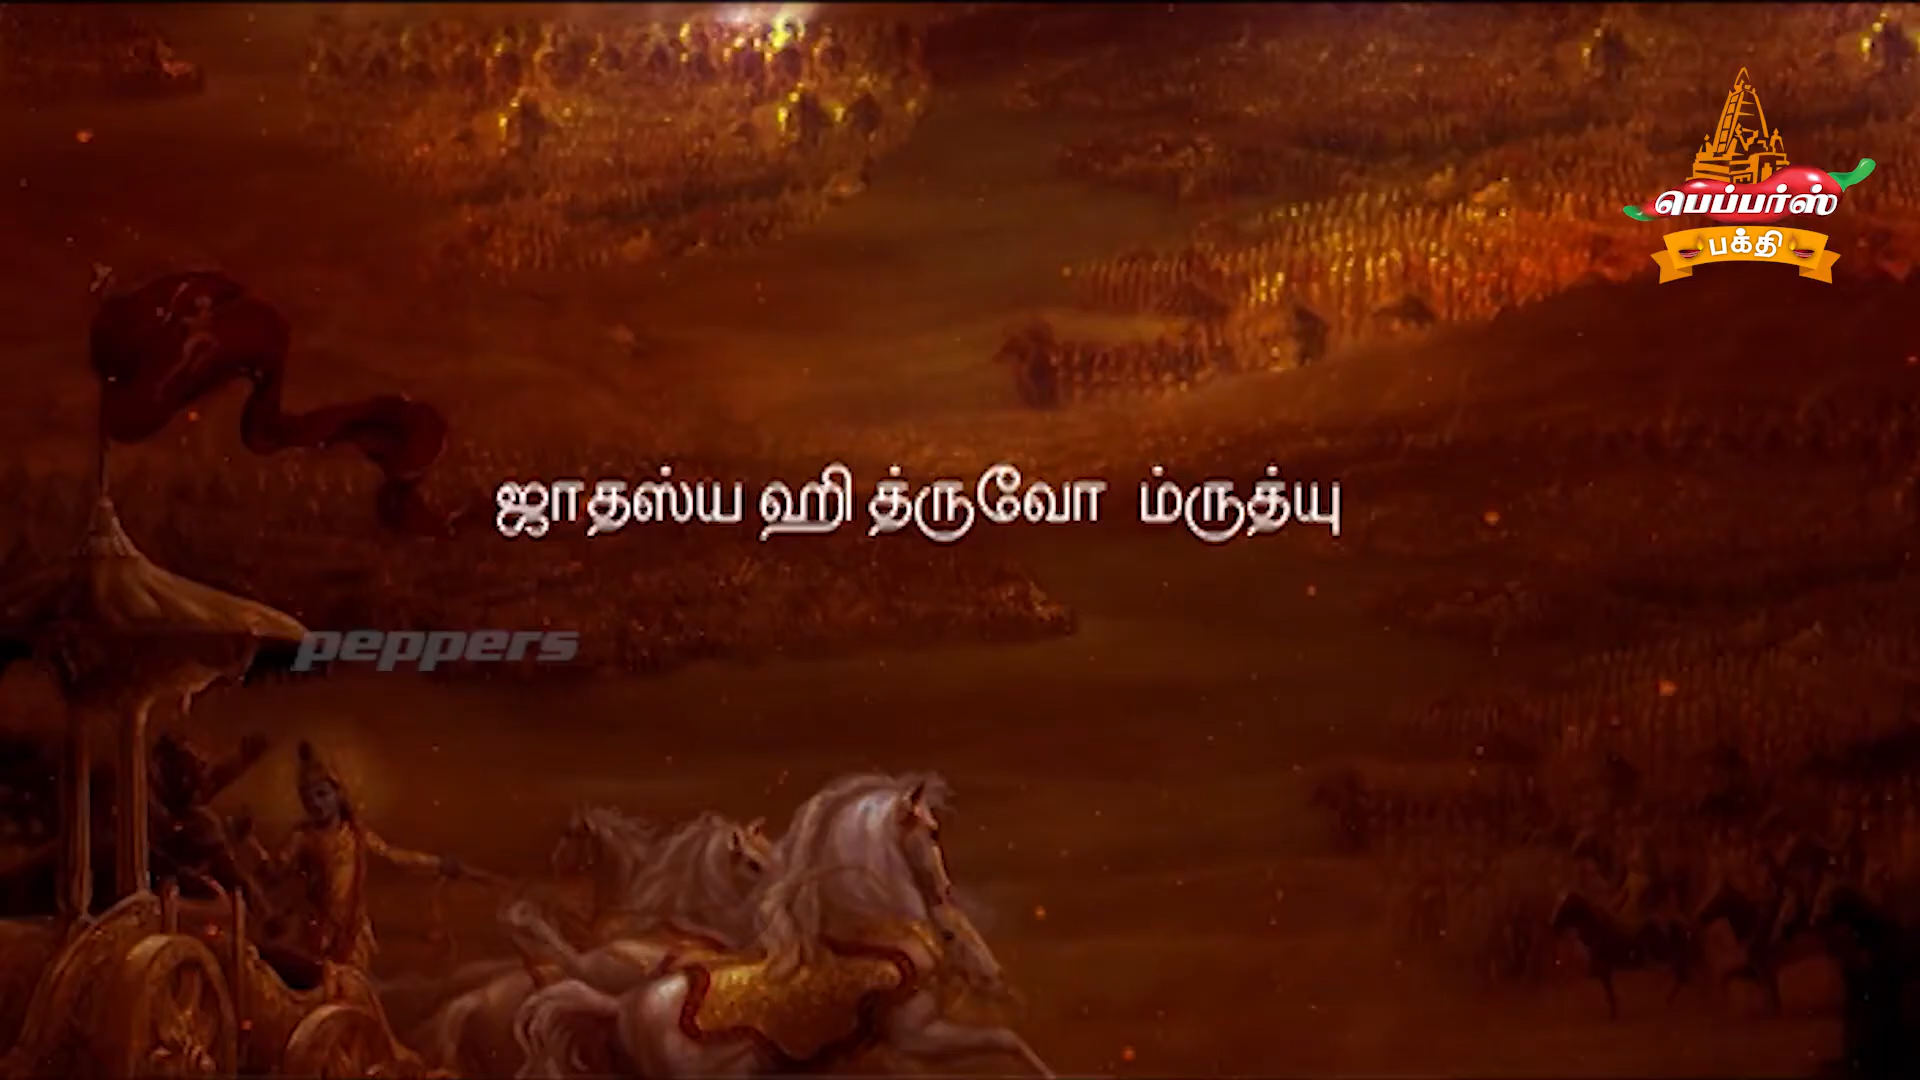 பெப்பர்ஸ்
பக்தி
ஜாதஸ்ய ஹி த்ருவோ ம்ருத்யு
peppers